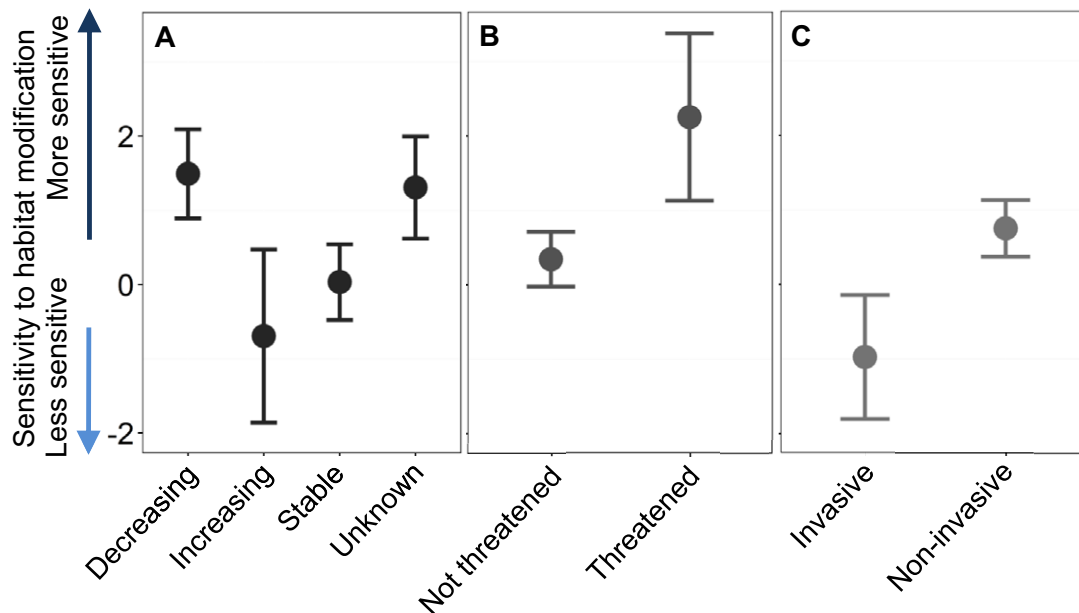 Sensitivity to habitat modification
Less sensitive
More sensitive
2
0
-2
A
B
C
Decreasing
Increasing
Stable
Unknown
Not threatened
Threatened
Invasive
Non-invasive